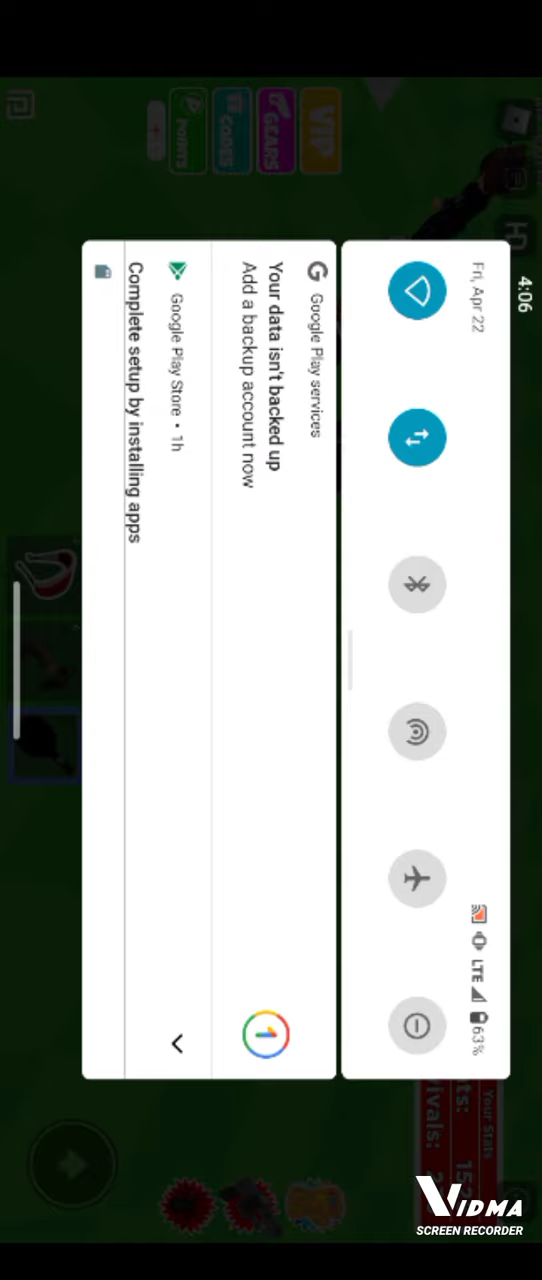 4:06
Fri, Apr 22
LTE 63%
Google Play services
Your data isn't backed up
Add a backup account now
Google Play Store • 1h
Complete setup by installing apps
VIP
GEARS
CODES
POINTS
Your Stats
VIDMA
SCREEN RECORDER